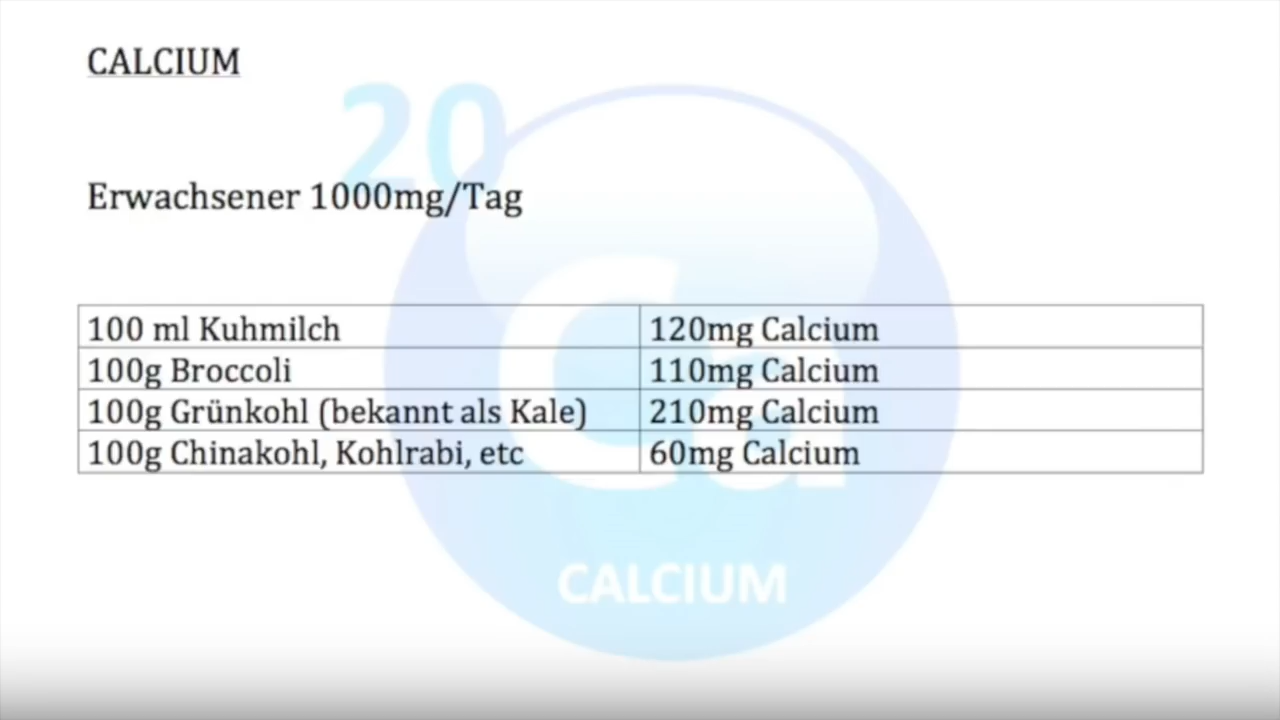 CALCIUM
20
Erwachsener 1000mg/Tag
Ca
100 ml Kuhmilch 120mg Calcium
100g Broccoli 110mg Calcium
100g Grünkohl (bekannt als Kale) 210mg Calcium
100g Chinakohl, Kohlrabi, etc 60mg Calcium
CALCIUM